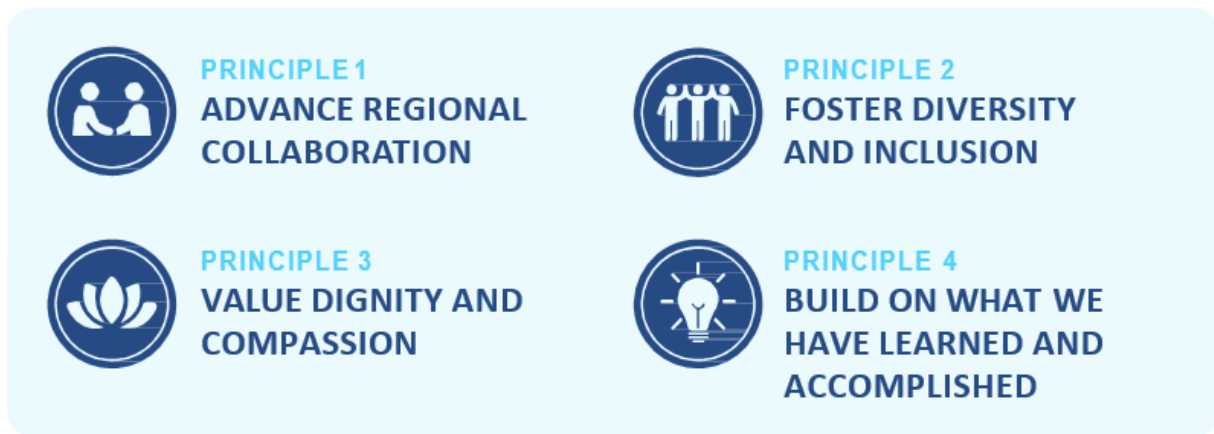 PRINCIPLE 1
ADVANCE REGIONAL
COLLABORATION
PRINCIPLE 2
FOSTER DIVERSITY
AND INCLUSION
PRINCIPLE 3
VALUE DIGNITY AND
COMPASSION
PRINCIPLE 4
BUILD ON WHAT WE
HAVE LEARNED AND
ACCOMPLISHED